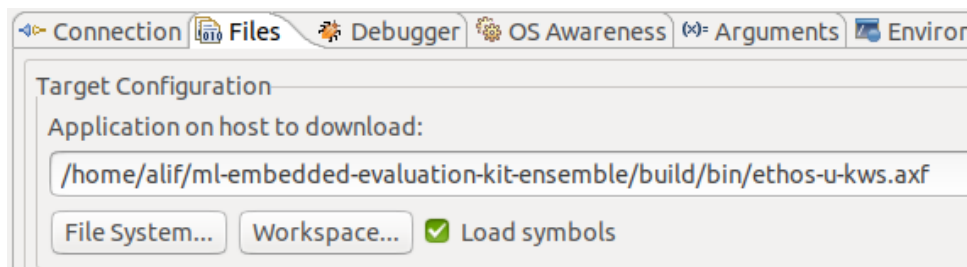 Connection Files Debugger OS Awareness (x)= Arguments
Target Configuration
Application on host to download:
/home/alif/ml-embedded-evaluation-kit-ensemble/build/bin/ethos-u-kws.axf
File System... Workspace... Load symbols